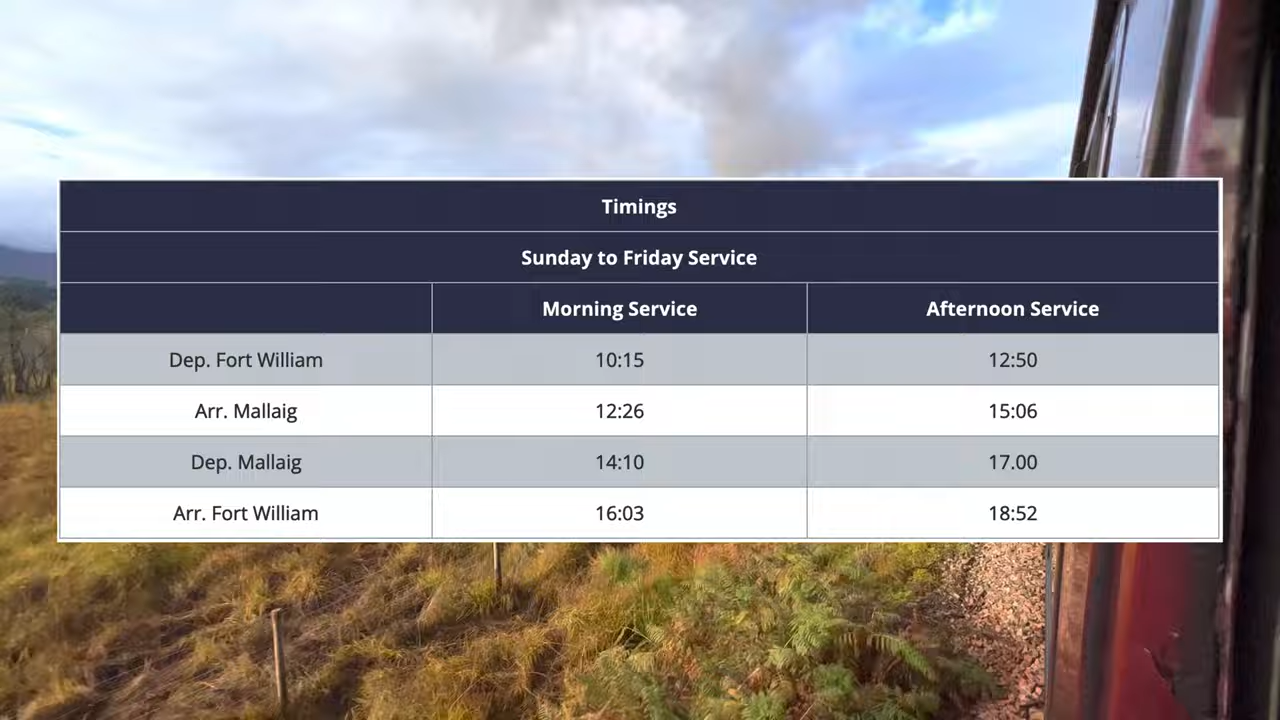 Timings
Sunday to Friday Service
Morning Service Afternoon Service
Dep. Fort William 10:15 12:50
Arr. Mallaig 12:26 15:06
Dep. Mallaig 14:10 17.00
Arr. Fort William 16:03 18:52